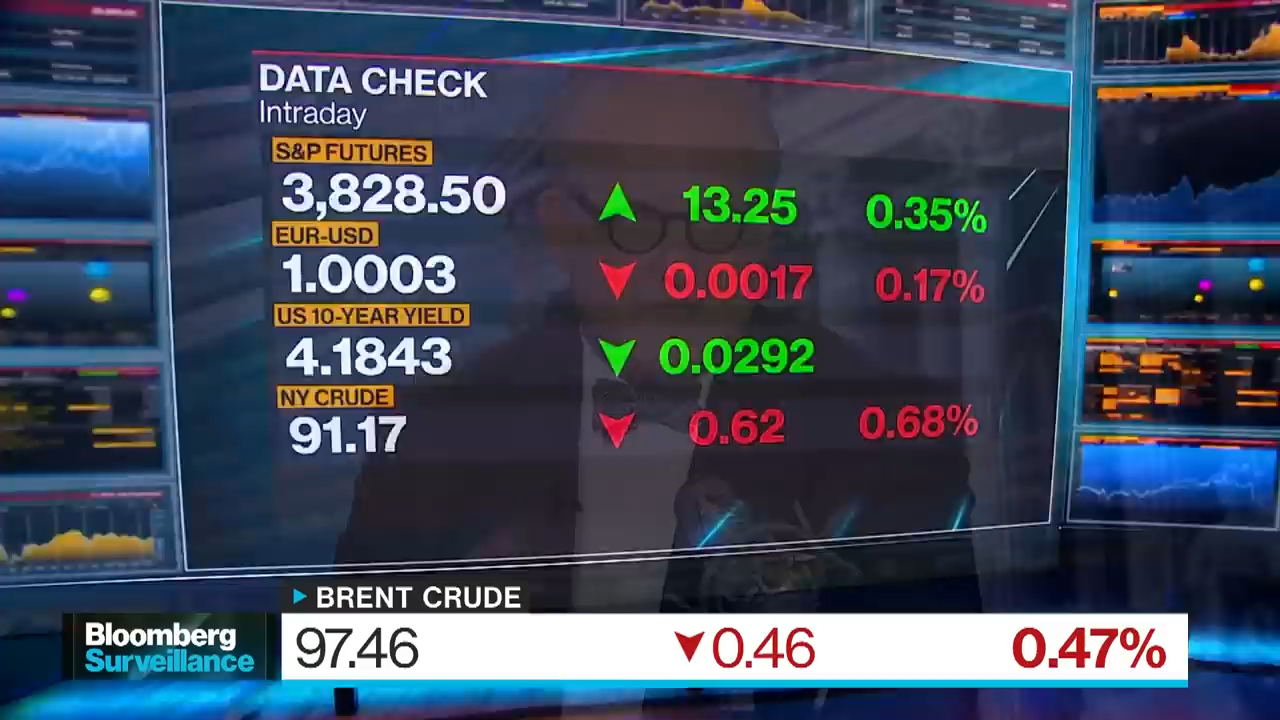 DATA CHECK
Intraday
S&P FUTURES
3,828.50 ▲ 13.25 0.35%
EUR-USD
1.0003 ▼ 0.0017 0.17%
US 10-YEAR YIELD
4.1843 ▼ 0.0292
NY CRUDE
91.17 ▼ 0.62 0.68%
BRENT CRUDE
Bloomberg
Surveillance
97.46 ▼ 0.46 0.47%